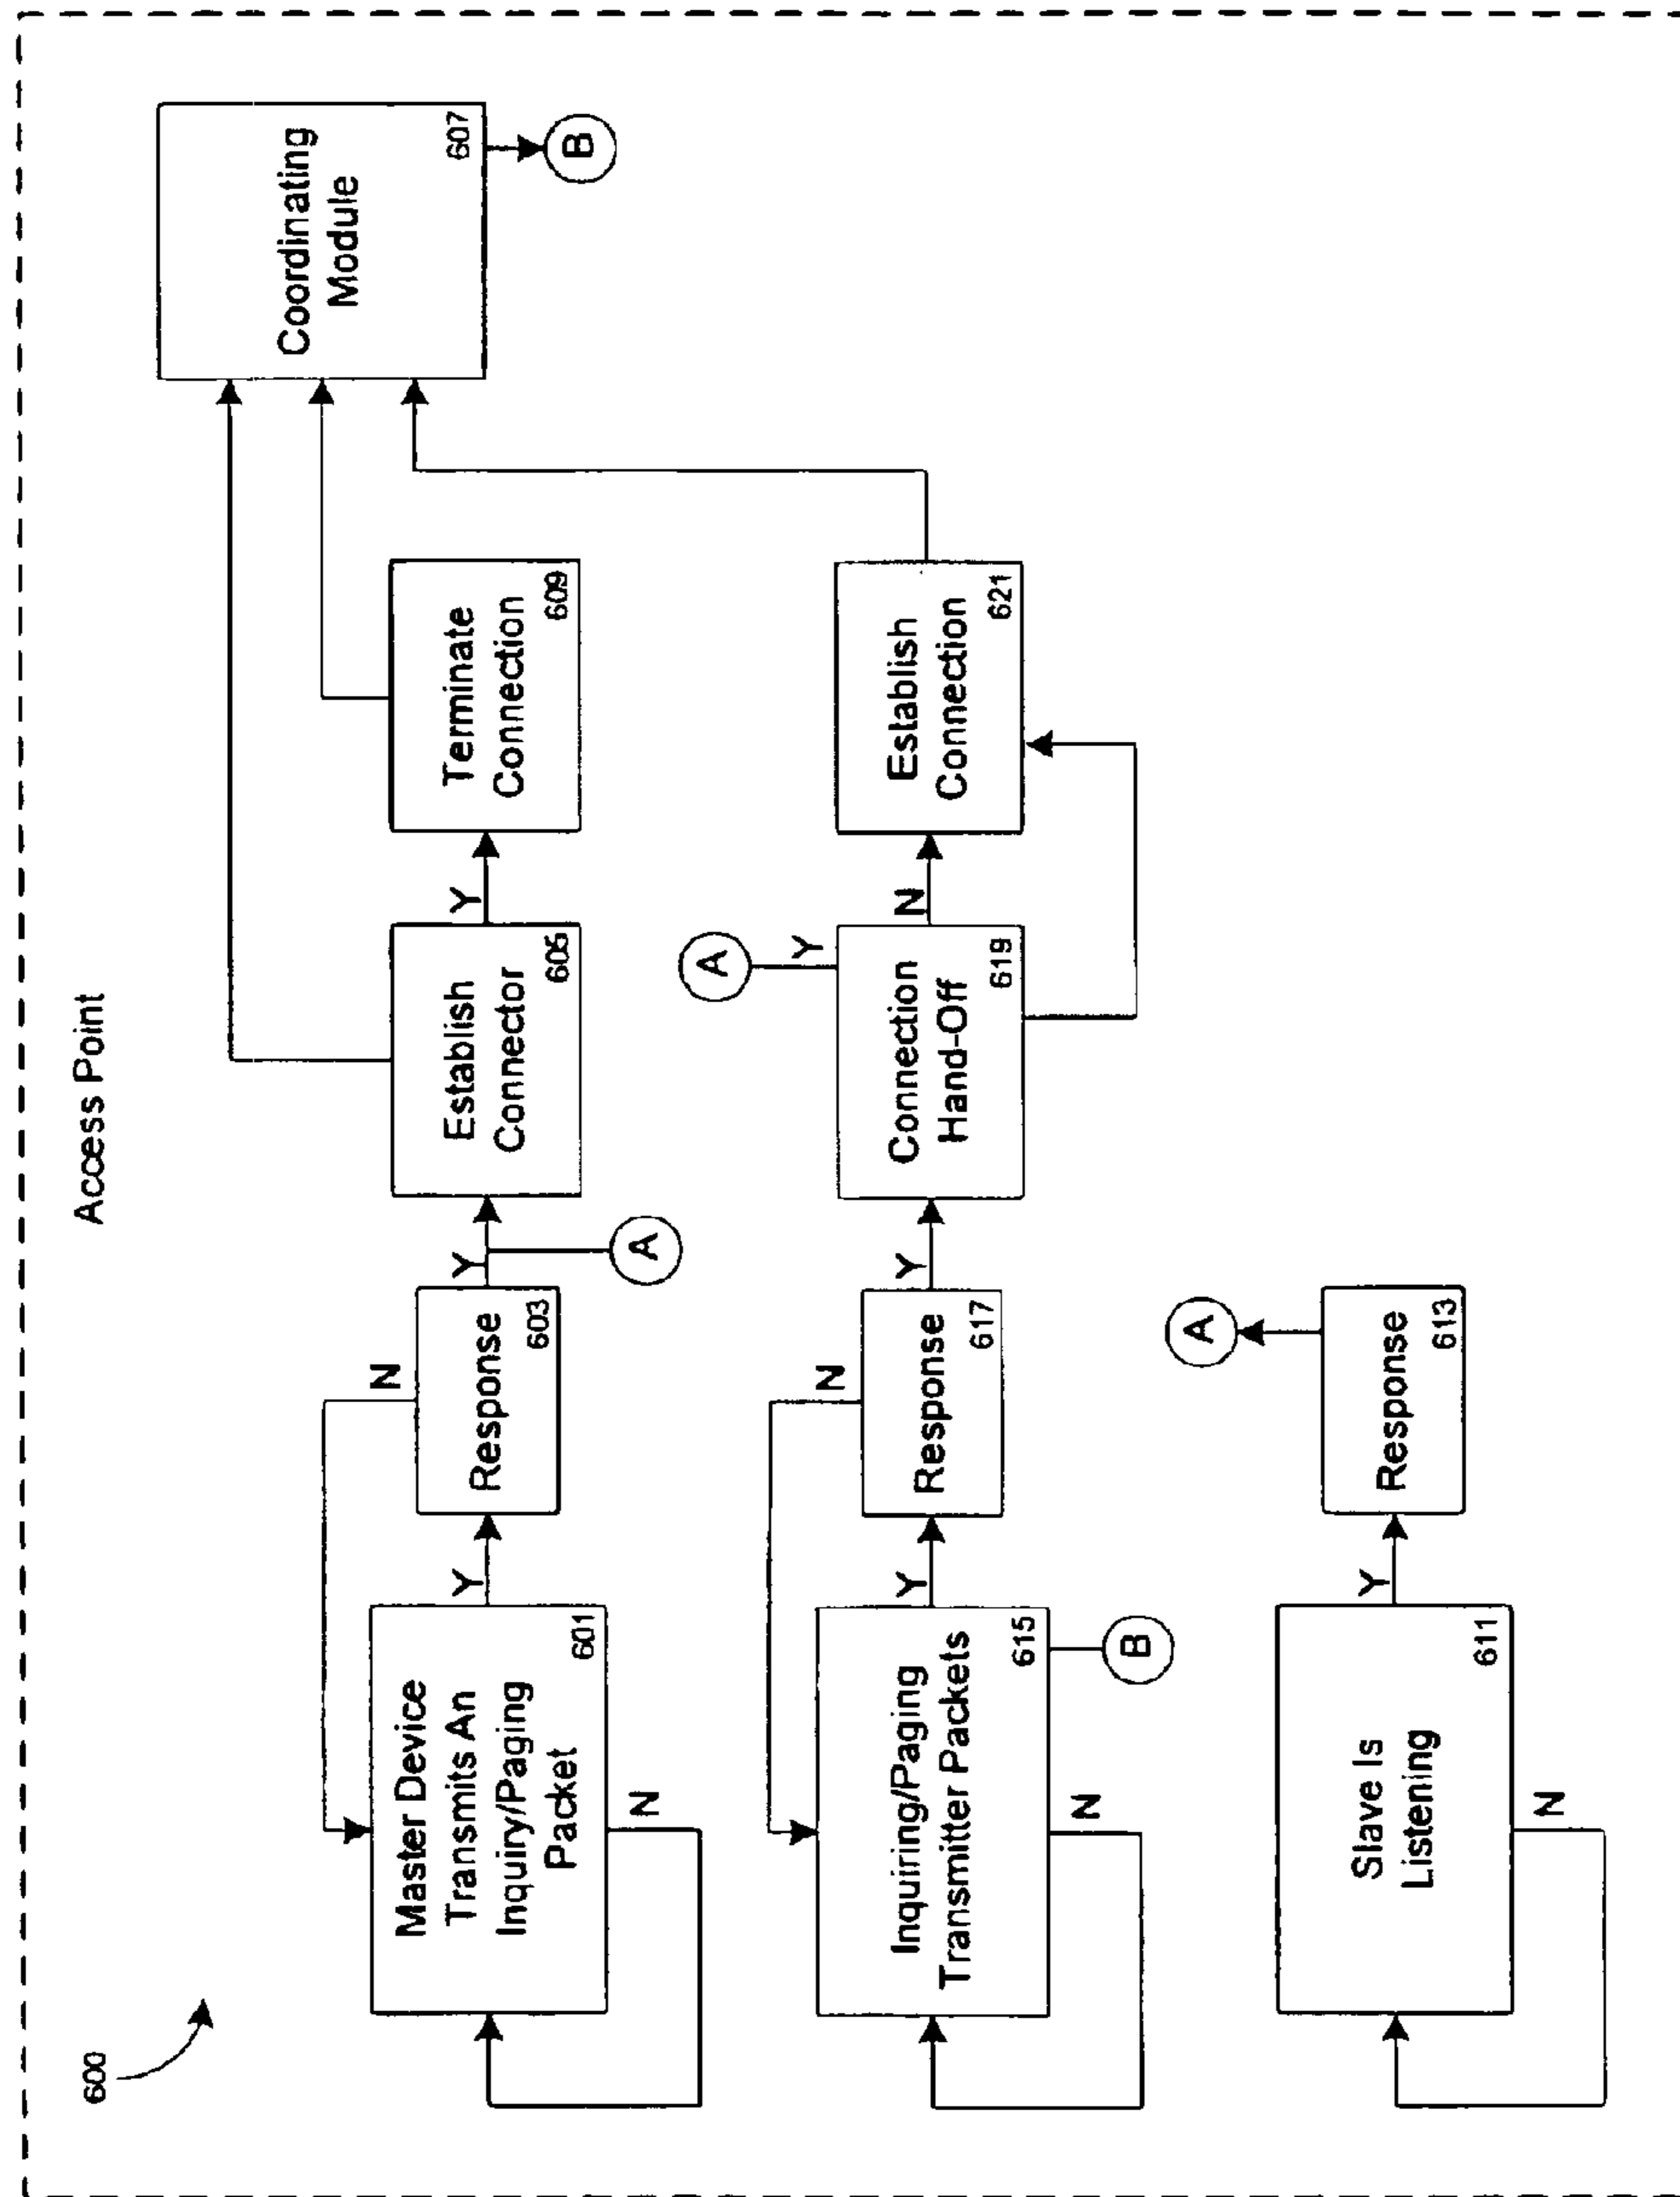 600
Access Point
Master Device
Transmits An
Inquiry/Paging
Packet
601
N
Y
N
Response
603
Y
A
Establish
Connector
605
Y
Terminate
Connection
609
Coordinating
Module
607
B
Inquiring/Paging
Transmitter Packets
615
N
B
Y
N
Response
617
Y
A
Y
Connection
Hand-Off
619
N
Establish
Connection
621
Slave Is
Listening
611
N
Y
Response
613
A